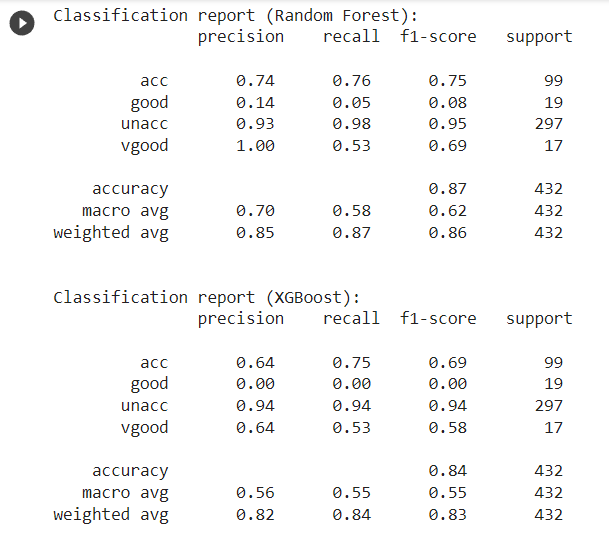 Classification report (Random Forest):
precision recall f1-score support
acc 0.74 0.76 0.75 99
good 0.14 0.05 0.08 19
unacc 0.93 0.98 0.95 297
vgood 1.00 0.53 0.69 17
accuracy 0.87 432
macro avg 0.70 0.58 0.62 432
weighted avg 0.85 0.87 0.86 432
Classification report (XGBoost):
precision recall f1-score support
acc 0.64 0.75 0.69 99
good 0.00 0.00 0.00 19
unacc 0.94 0.94 0.94 297
vgood 0.64 0.53 0.58 17
accuracy 0.84 432
macro avg 0.56 0.55 0.55 432
weighted avg 0.82 0.84 0.83 432